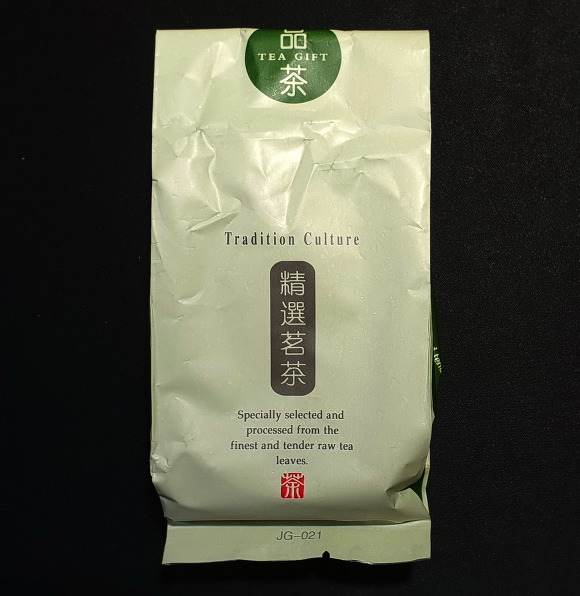 品
TEA GIFT
茶
Tradition Culture
精
選
茗
茶
Specially selected and
processed from the
finest and tender raw tea
leaves.
茶
JG-021